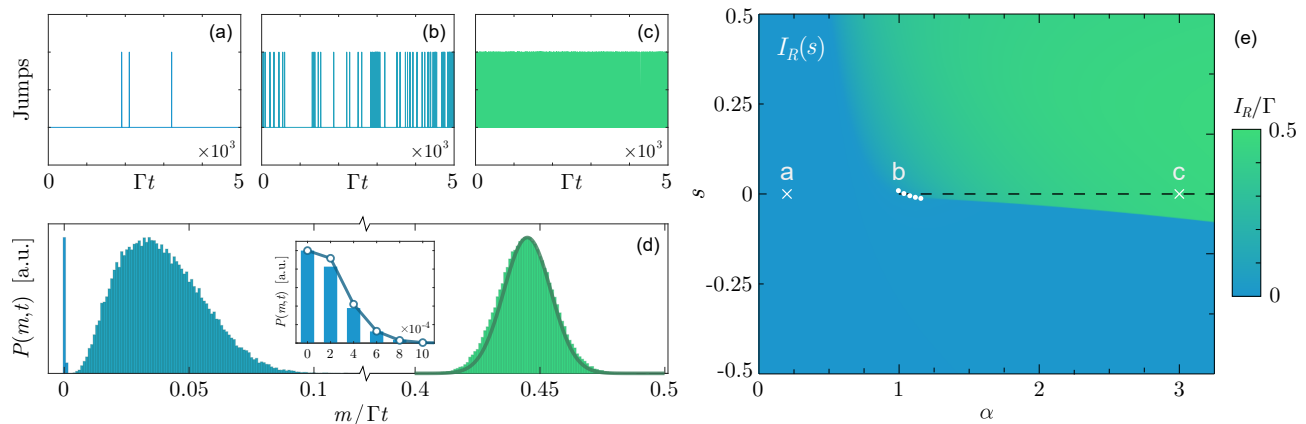 (a)
(b)
(c)
Jumps
×10³
×10³
×10³
0
5
0
5
0
5
Γt
Γt
Γt
P(m,t) [a.u.]
(d)
P(m,t) [a.u.]
×10⁻⁴
0 2 4 6 8 10
0
0.05
0.1
0.4
0.45
0.5
m/Γt
(e)
I_R(s)
a
b
c
0.5
0.25
0
-0.25
-0.5
s
0
1
2
3
α
I_R/Γ
0.5
0